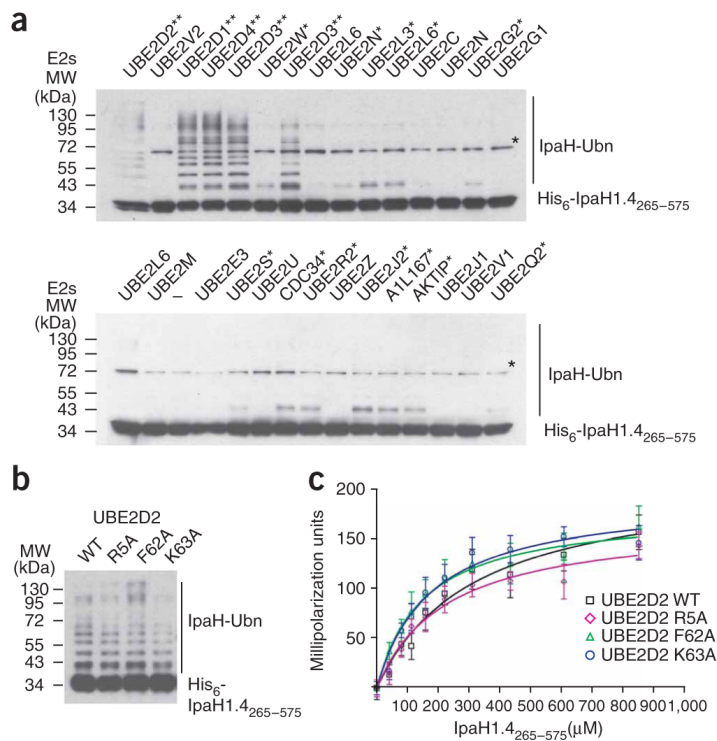 a
E2s
MW
(kDa)
UBE2D2** UBE2V2 UBE2D1** UBE2D4** UBE2D3** UBE2W* UBE2D3** UBE2L6 UBE2N* UBE2L3* UBE2L6* UBE2C UBE2N UBE2G2* UBE2G1
130
95
72
55
43
34
*
IpaH-Ubn
His6-IpaH1.4265–575
E2s
MW
(kDa)
UBE2L6 UBE2M – UBE2E3 UBE2S* UBE2U CDC34* UBE2R2* UBE2Z UBE2J2* A1L167* AKTIP* UBE2J1 UBE2V1 UBE2Q2*
130
95
72
55
43
34
*
IpaH-Ubn
His6-IpaH1.4265–575
b
UBE2D2
WT R5A F62A K63A
MW
(kDa)
130
95
72
55
43
34
IpaH-Ubn
His6-
IpaH1.4265–575
c
Millipolarization units
200
150
100
50
100 200 300 400 500 600 700 800 900 1,000
IpaH1.4265–575(µM)
UBE2D2 WT
UBE2D2 R5A
UBE2D2 F62A
UBE2D2 K63A